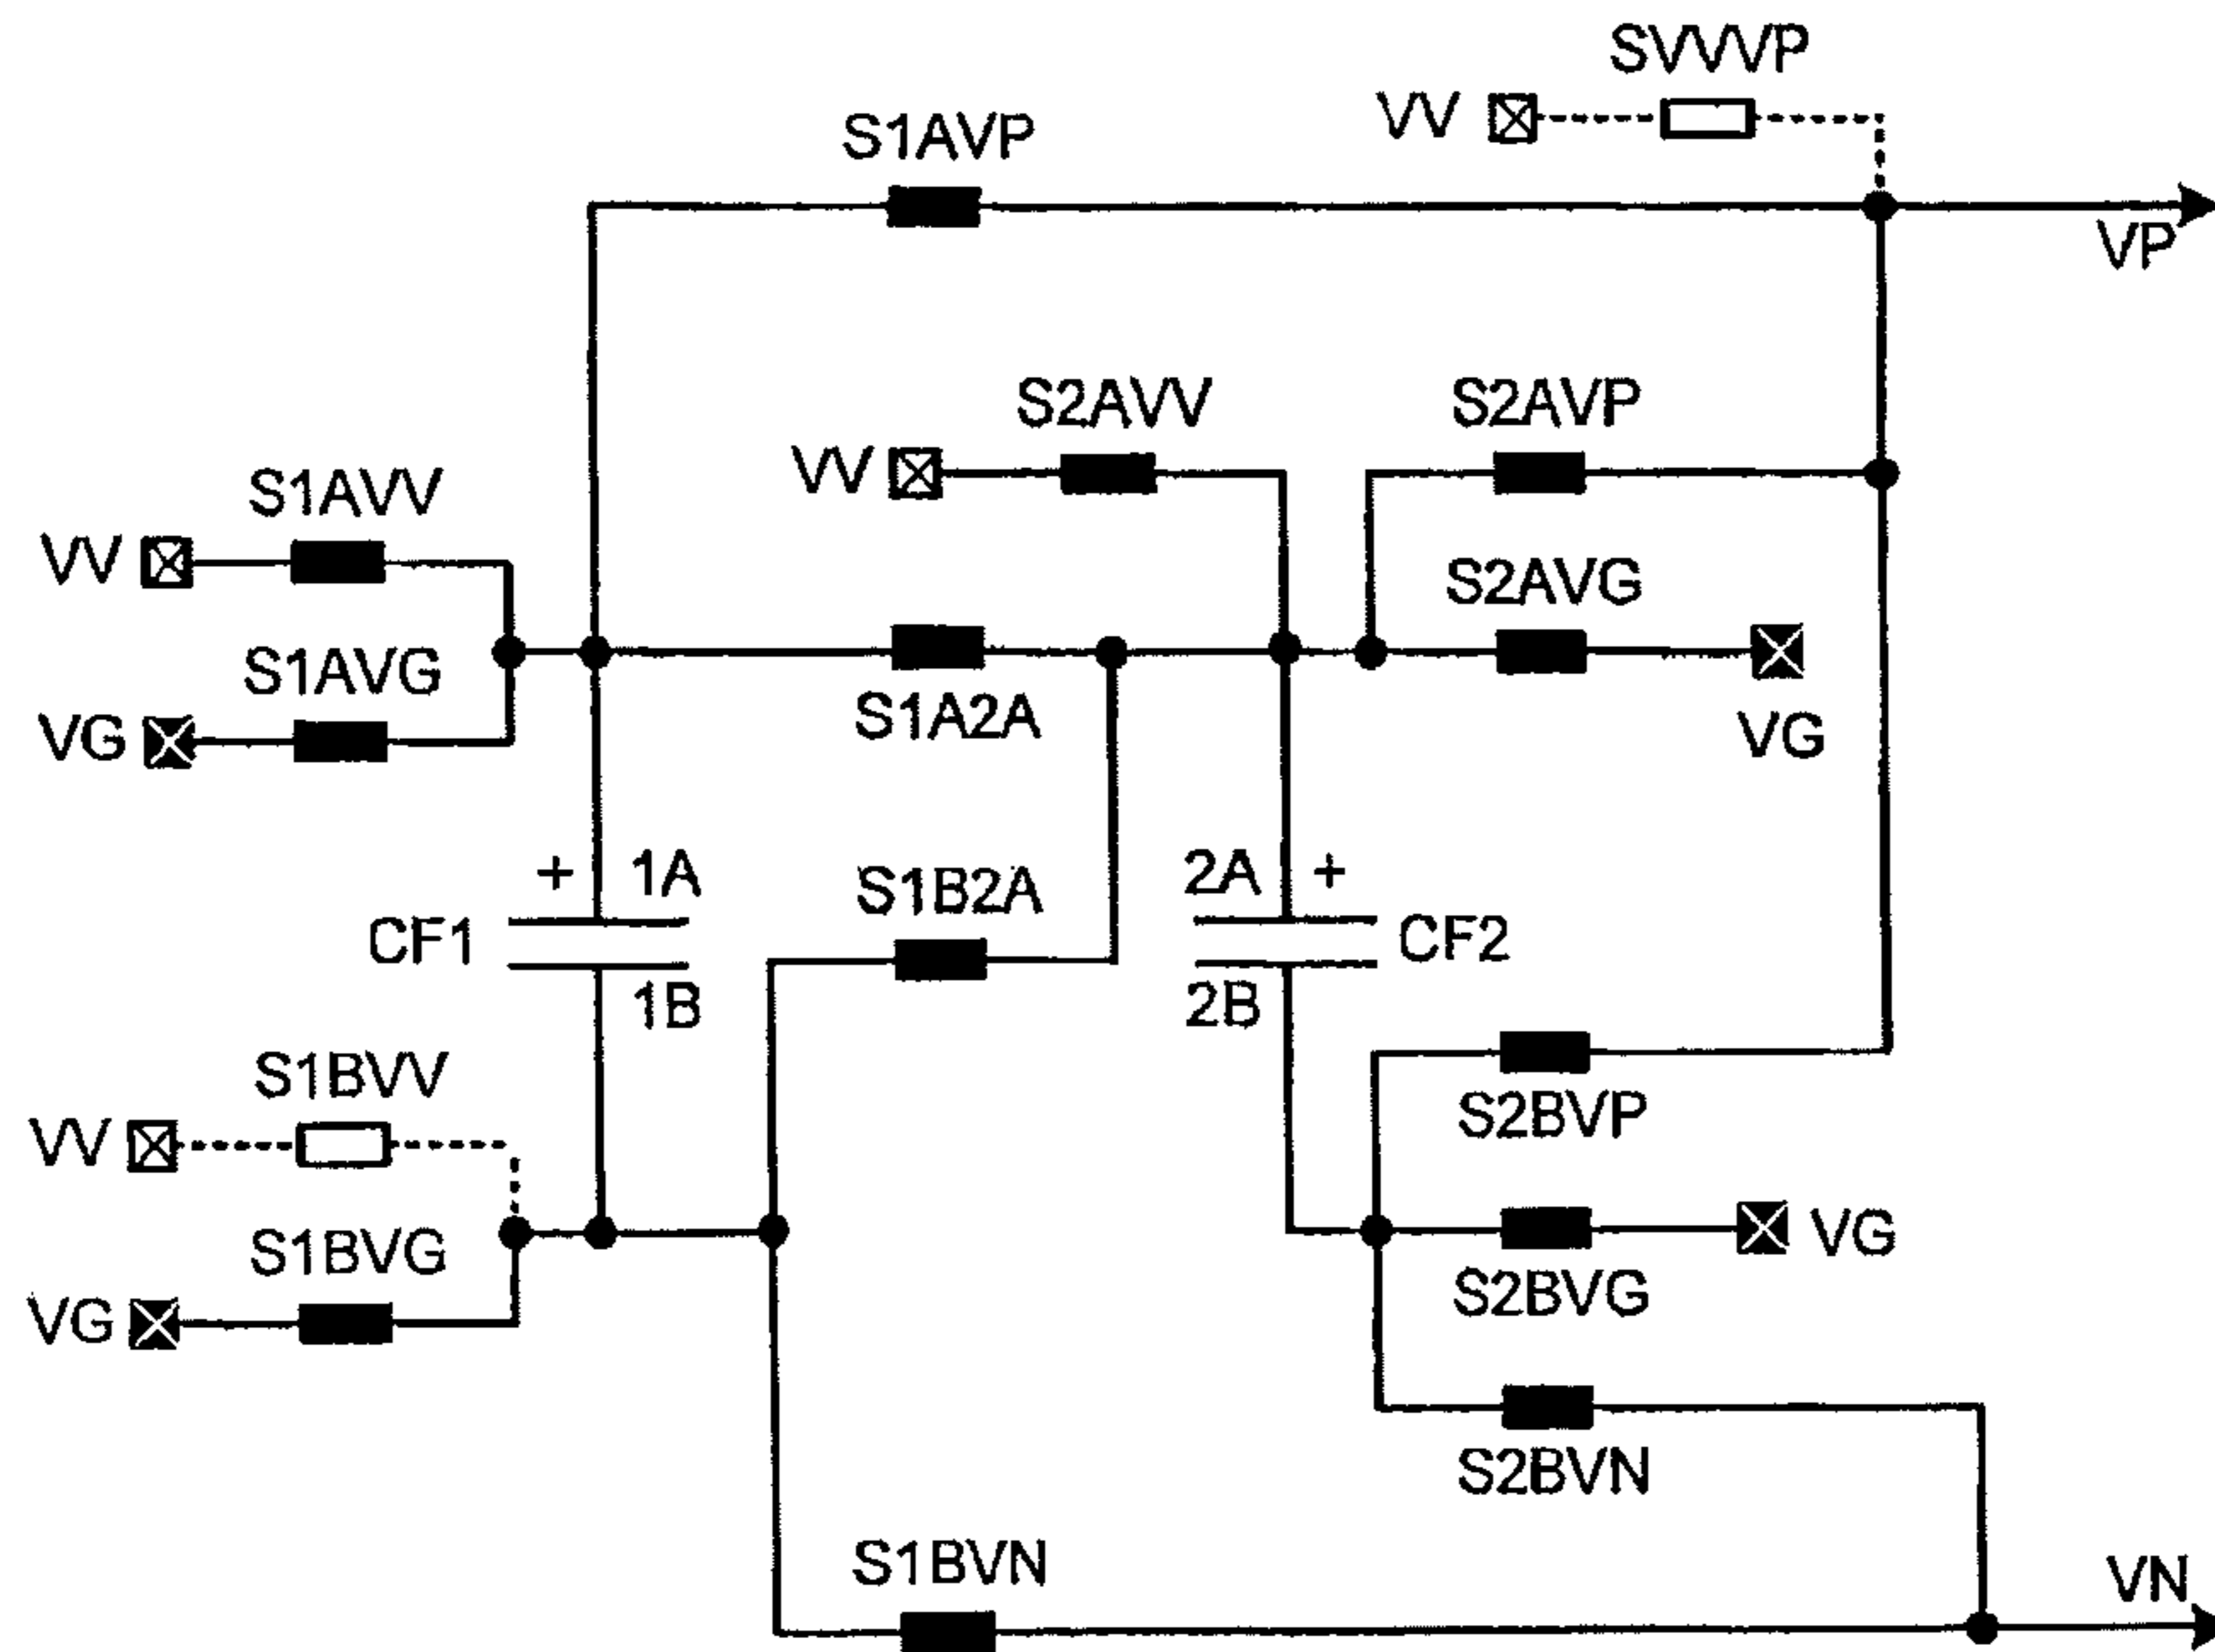 SVVVP
VV
S1AVP
VP
S2AVV
S2AVP
VV
S1AVV
VV
S2AVG
S1AVG
VG
S1A2A
VG
+ 1A
2A +
S1B2A
CF1
CF2
1B
2B
S1BVV
S2BVP
VV
S1BVG
VG
S2BVG
VG
S2BVN
S1BVN
VN